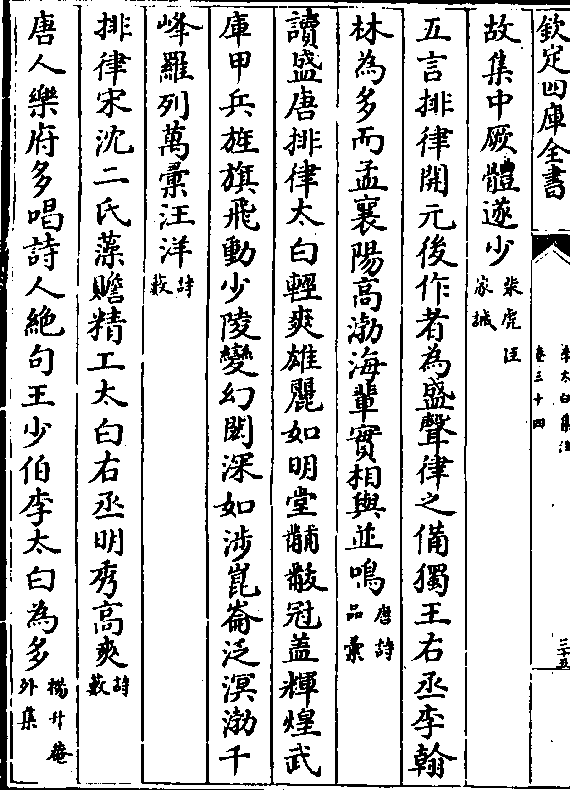 欽定四庫全書
李太白集注
卷三十四
三十五
故集中厥體遂少柴虎臣家誡
五言排律開元後作者為盛聲律之備獨王右丞李翰
林為多而孟襄陽高渤海輩實相與並鳴唐詩品彙
讀盛唐排律太白輕爽雄麗如明堂黼黻冠蓋輝煌武
庫甲兵旌旗飛動少陵變幻閎深如涉崑崙泛溟渤千
峰羅列萬彙汪洋詩藪
排律宋沈二氏藻贍精工太白右丞明秀高爽詩藪
唐人樂府多唱詩人絶句王少伯李太白為多楊升菴外集